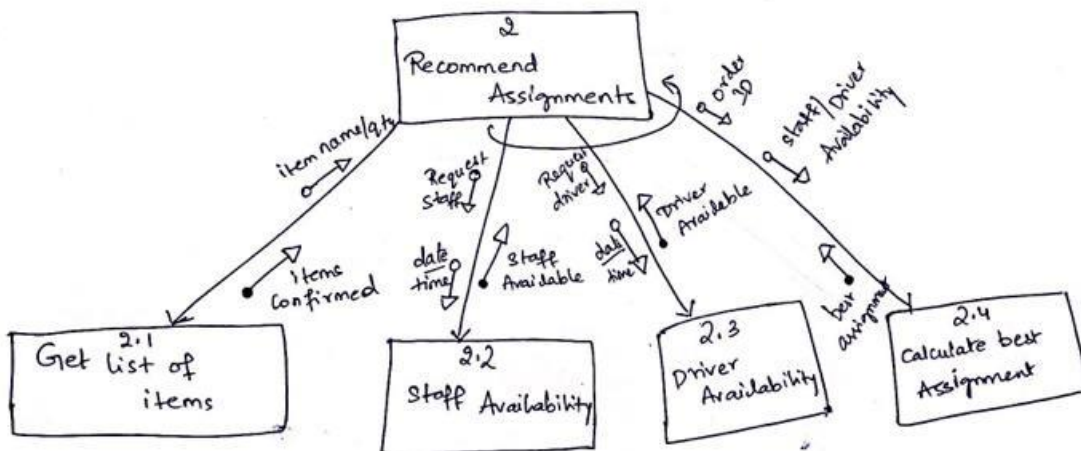 2
Recommend
Assignments
item name/qty
items
confirmed
Request
staff
date
time
Staff
Available
Request
driver
date
time
Driver
Available
order
ID
staff/Driver
Availability
best
assignment
2.1
Get list of
items
2.2
Staff Availability
2.3
Driver
Availability
2.4
Calculate best
Assignment